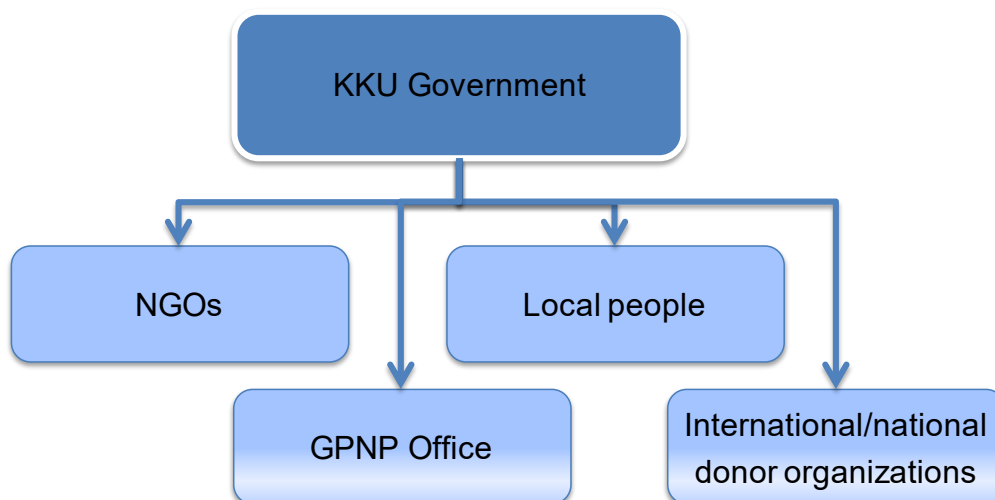 KKU Government
NGOs
Local people
GPNP Office
International/national
donor organizations